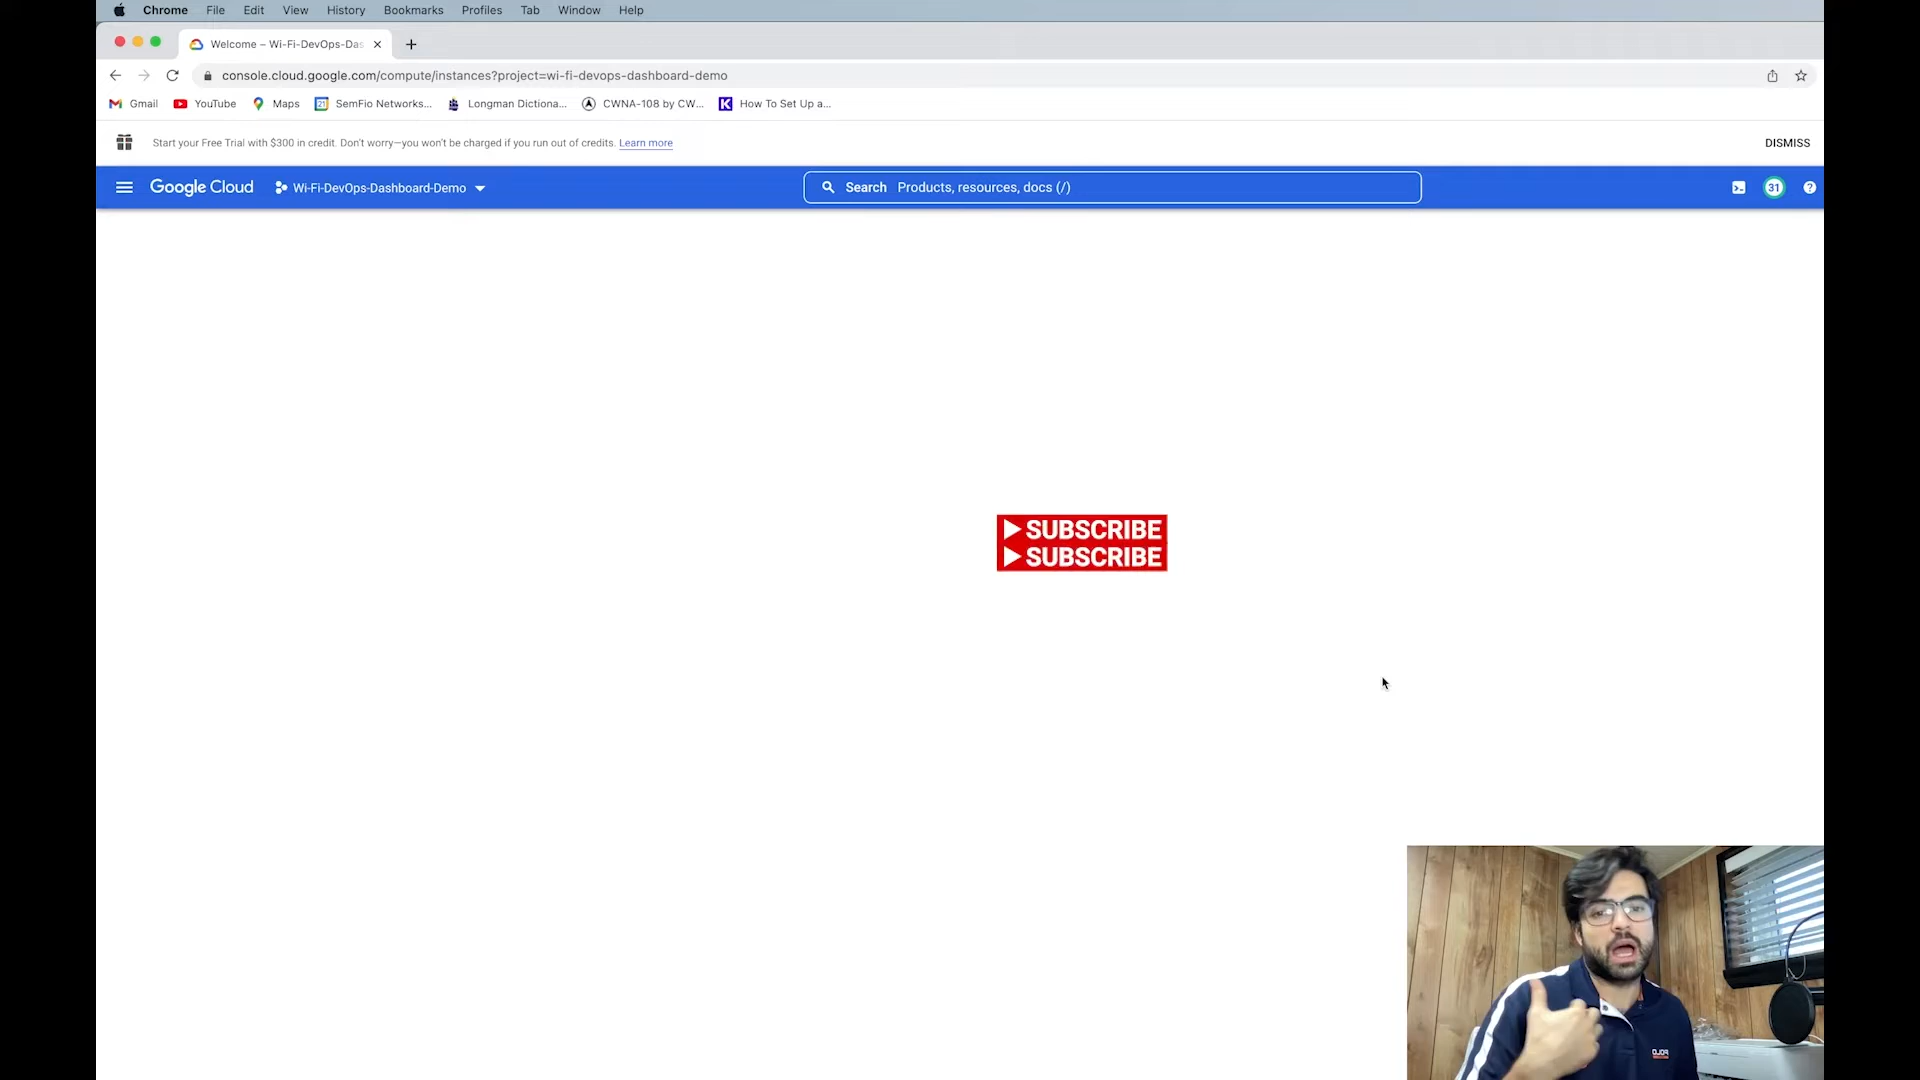 Chrome File Edit View History Bookmarks Profiles Tab Window Help
Welcome – Wi-Fi-DevOps-Das
console.cloud.google.com/compute/instances?project=wi-fi-devops-dashboard-demo
Gmail YouTube Maps 21 SemFio Networks... Longman Dictiona... CWNA-108 by CW... K How To Set Up a...
Start your Free Trial with $300 in credit. Don't worry—you won't be charged if you run out of credits. Learn more DISMISS
Google Cloud Wi-Fi-DevOps-Dashboard-Demo Search Products, resources, docs (/) 31 ?
SUBSCRIBE
SUBSCRIBE
POLO